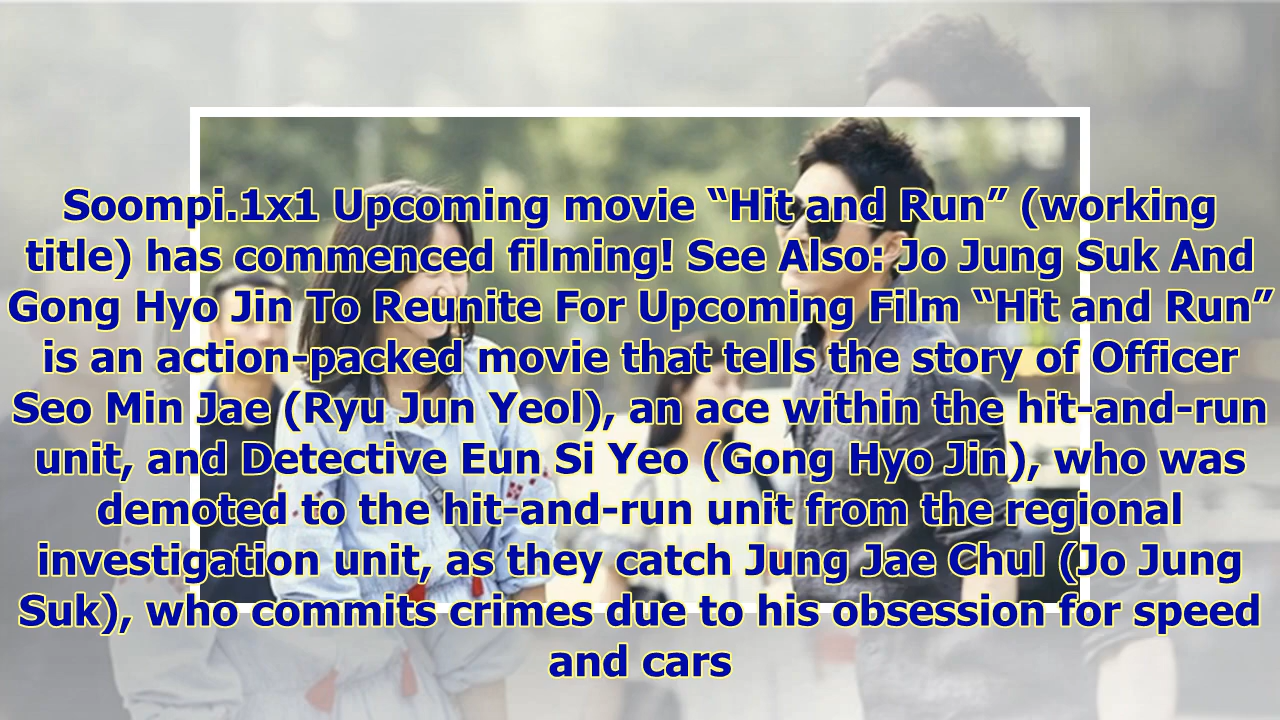 Soompi.1x1 Upcoming movie “Hit and Run” (working
title) has commenced filming! See Also: Jo Jung Suk And
Gong Hyo Jin To Reunite For Upcoming Film “Hit and Run”
is an action-packed movie that tells the story of Officer
Seo Min Jae (Ryu Jun Yeol), an ace within the hit-and-run
unit, and Detective Eun Si Yeo (Gong Hyo Jin), who was
demoted to the hit-and-run unit from the regional
investigation unit, as they catch Jung Jae Chul (Jo Jung
Suk), who commits crimes due to his obsession for speed
and cars